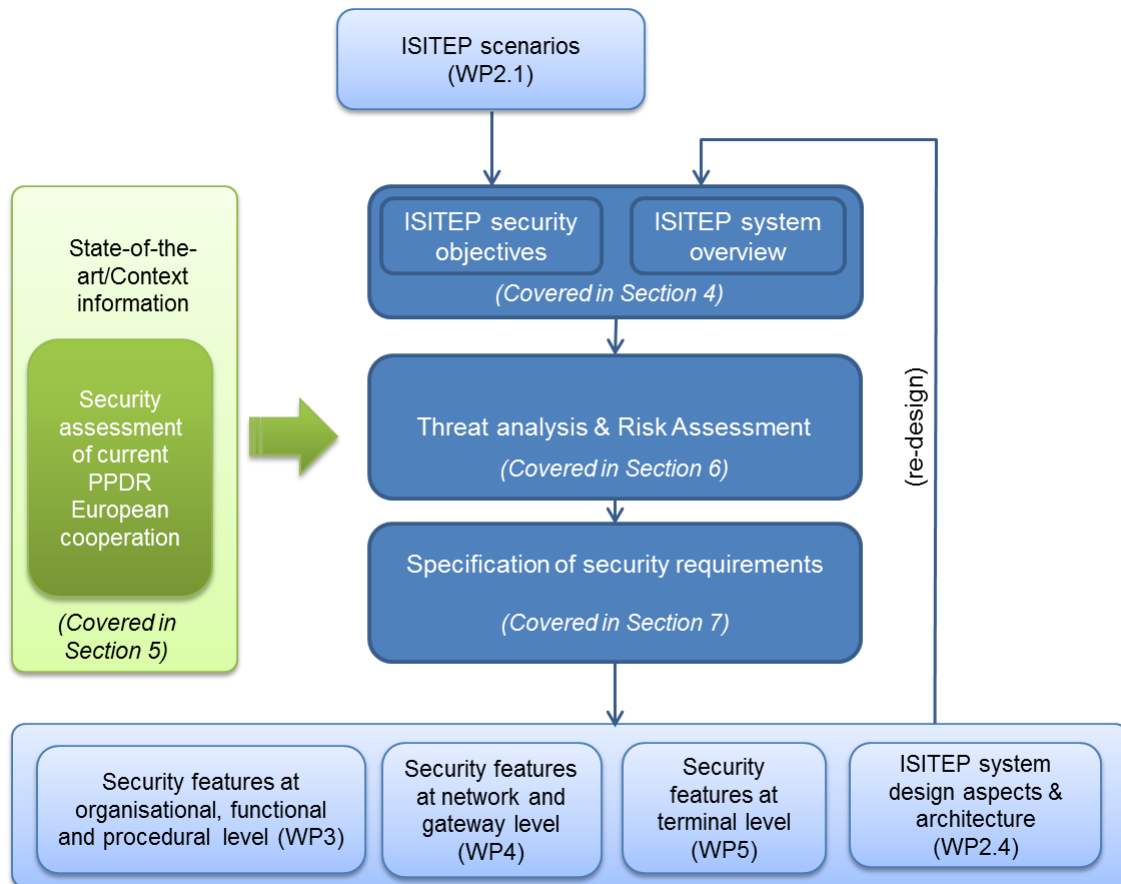 ISITEP scenarios
(WP2.1)
ISITEP security
objectives
ISITEP system
overview
(Covered in Section 4)
State-of-the-
art/Context
information
Security
assessment
of current
PPDR
European
cooperation
(Covered in
Section 5)
Threat analysis & Risk Assessment
(Covered in Section 6)
(re-design)
Specification of security requirements
(Covered in Section 7)
Security features at
organisational, functional
and procedural level (WP3)
Security features
at network and
gateway level
(WP4)
Security
features at
terminal level
(WP5)
ISITEP system
design aspects &
architecture
(WP2.4)